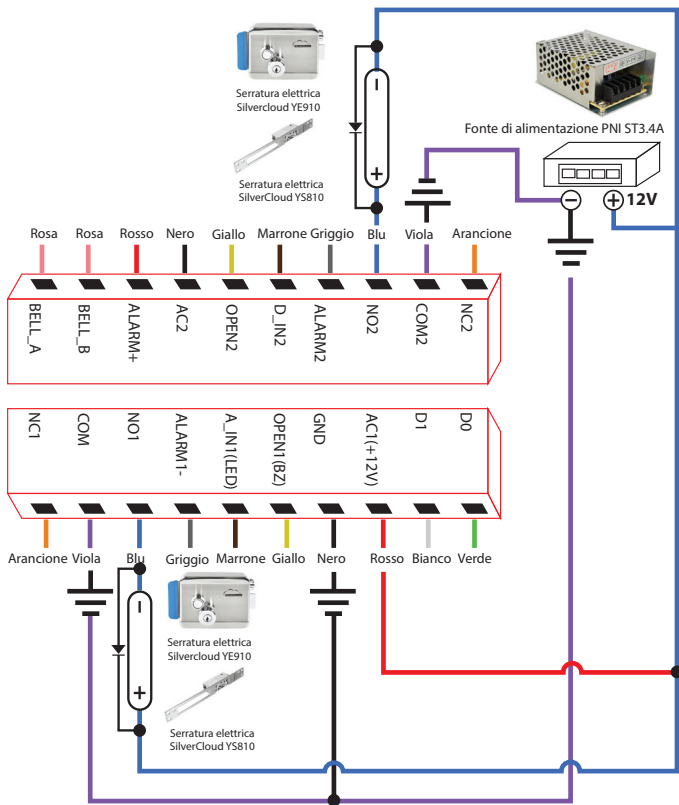 Serratura elettrica
Silvercloud YE910
Serratura elettrica
SilverCloud YS810
−
+
Fonte di alimentazione PNI ST3.4A
− + 12V
Rosa Rosa Rosso Nero Giallo Marrone Griggio Blu Viola Arancione
BELL_A BELL_B ALARM+ AC2 OPEN2 D_IN2 ALARM2 NO2 COM2 NC2
NC1 COM NO1 ALARM1- A_IN1(LED) OPEN1(BZ) GND AC1(+12V) D1 D0
Arancione Viola Blu Griggio Marrone Giallo Nero Rosso Bianco Verde
−
+
Serratura elettrica
Silvercloud YE910
Serratura elettrica
SilverCloud YS810